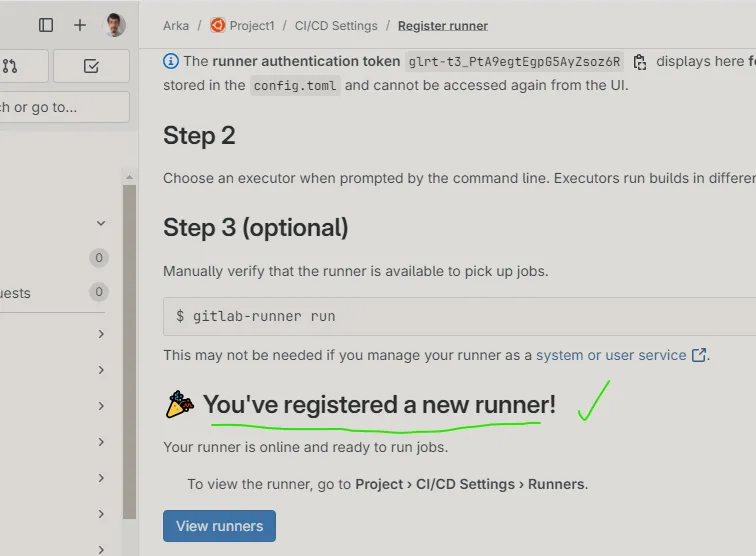 Arka / Project1 / CI/CD Settings / Register runner
ch or go to...
The runner authentication token glrt-t3_PtA9egtEgpG5AyZsoz6R displays here
stored in the config.toml and cannot be accessed again from the UI.
Step 2
Choose an executor when prompted by the command line. Executors run builds in
Step 3 (optional)
Manually verify that the runner is available to pick up jobs.
0
uests 0
$ gitlab-runner run
This may not be needed if you manage your runner as a system or user service.
You've registered a new runner!
Your runner is online and ready to run jobs.
To view the runner, go to Project › CI/CD Settings › Runners.
View runners